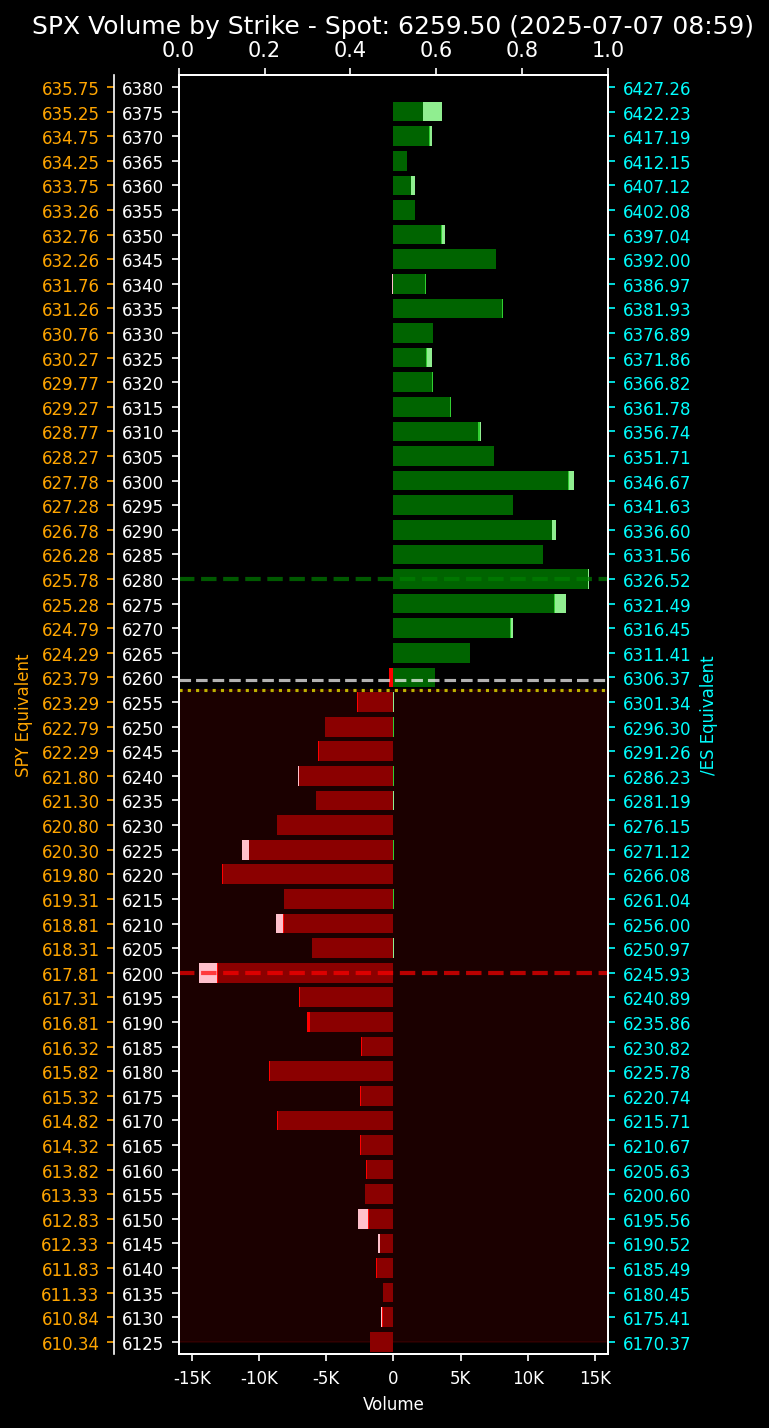 SPX Volume by Strike - Spot: 6259.50 (2025-07-07 08:59)
0.0 0.2 0.4 0.6 0.8 1.0
635.75 6380 6427.26
635.25 6375 6422.23
634.75 6370 6417.19
634.25 6365 6412.15
633.75 6360 6407.12
633.26 6355 6402.08
632.76 6350 6397.04
632.26 6345 6392.00
631.76 6340 6386.97
631.26 6335 6381.93
630.76 6330 6376.89
630.27 6325 6371.86
629.77 6320 6366.82
629.27 6315 6361.78
628.77 6310 6356.74
628.27 6305 6351.71
627.78 6300 6346.67
627.28 6295 6341.63
626.78 6290 6336.60
626.28 6285 6331.56
625.78 6280 6326.52
625.28 6275 6321.49
624.79 6270 6316.45
624.29 6265 6311.41
623.79 6260 6306.37
623.29 6255 6301.34
622.79 6250 6296.30
622.29 6245 6291.26
621.80 6240 6286.23
621.30 6235 6281.19
620.80 6230 6276.15
620.30 6225 6271.12
619.80 6220 6266.08
619.31 6215 6261.04
618.81 6210 6256.00
618.31 6205 6250.97
617.81 6200 6245.93
617.31 6195 6240.89
616.81 6190 6235.86
616.32 6185 6230.82
615.82 6180 6225.78
615.32 6175 6220.74
614.82 6170 6215.71
614.32 6165 6210.67
613.82 6160 6205.63
613.33 6155 6200.60
612.83 6150 6195.56
612.33 6145 6190.52
611.83 6140 6185.49
611.33 6135 6180.45
610.84 6130 6175.41
610.34 6125 6170.37
SPY Equivalent
/ES Equivalent
-15K -10K -5K 0 5K 10K 15K
Volume